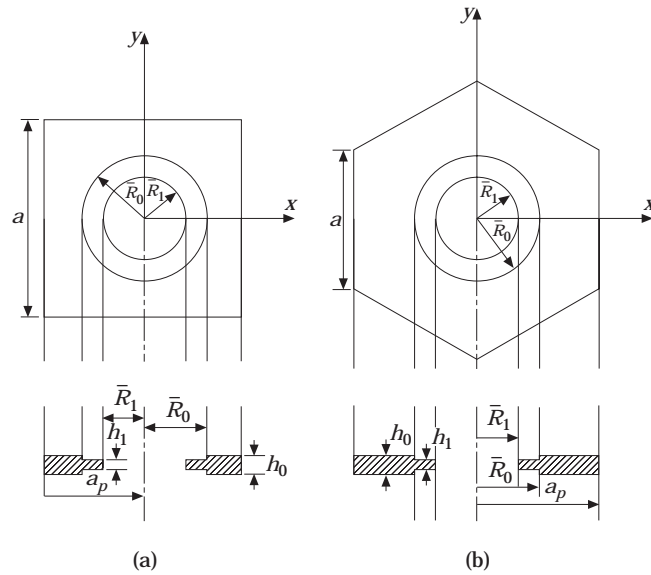 y
y
R̄₀
R̄₁
x
a
R̄₁
R̄₀
x
a
R̄₁
h₁
R̄₀
h₀
aₚ
h₀
h₁
R̄₁
R̄₀
aₚ
(a)
(b)